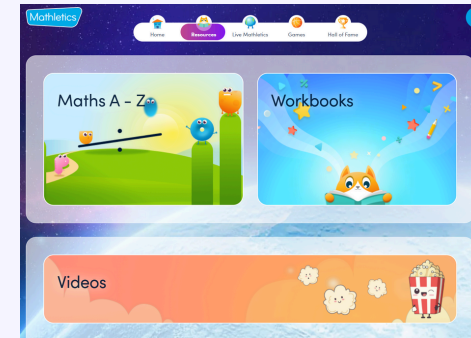 Mathletics
Home Resources Live Mathletics Games Hall of Fame
Maths A - Z
Workbooks
Videos